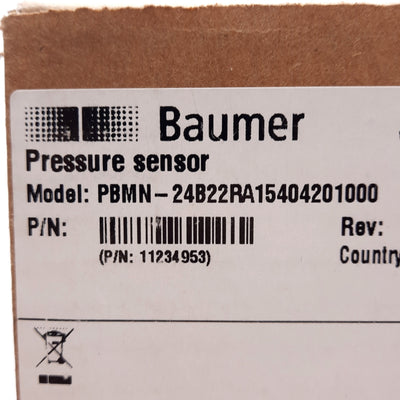 Baumer
Pressure sensor
Model: PBMN-24B22RA15404201000
P/N: Rev:
(P/N: 11234953) Country